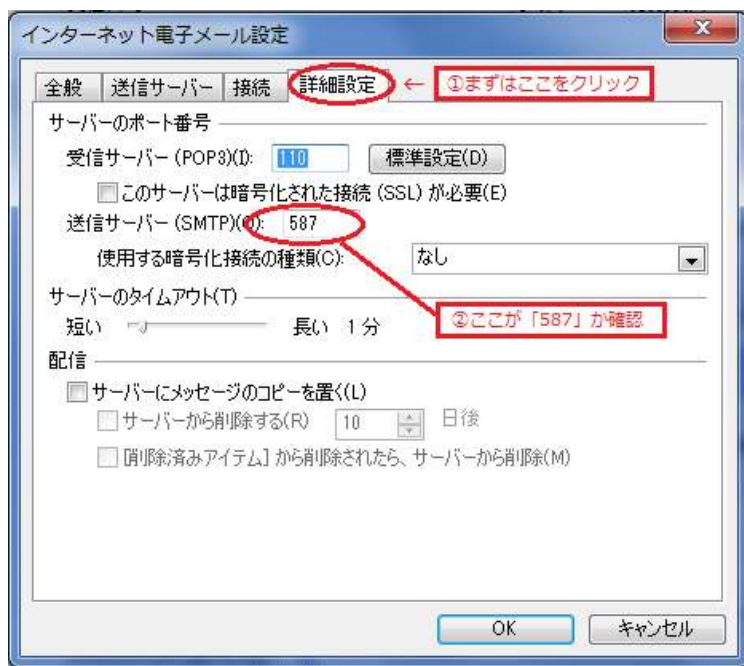 インターネット電子メール設定
全般 送信サーバー 接続 詳細設定 ← ①まずはここをクリック
サーバーのポート番号
受信サーバー(POP3)(I): 110 標準設定(D)
このサーバーは暗号化された接続(SSL)が必要(E)
送信サーバー(SMTP)(O): 587
使用する暗号化接続の種類(C): なし
サーバーのタイムアウト(T)
短い 長い 1分
②ここが「587」か確認
配信
サーバーにメッセージのコピーを置く(L)
サーバーから削除する(R) 10 日後
[削除済みアイテム]から削除されたら、サーバーから削除(M)
OK キャンセル